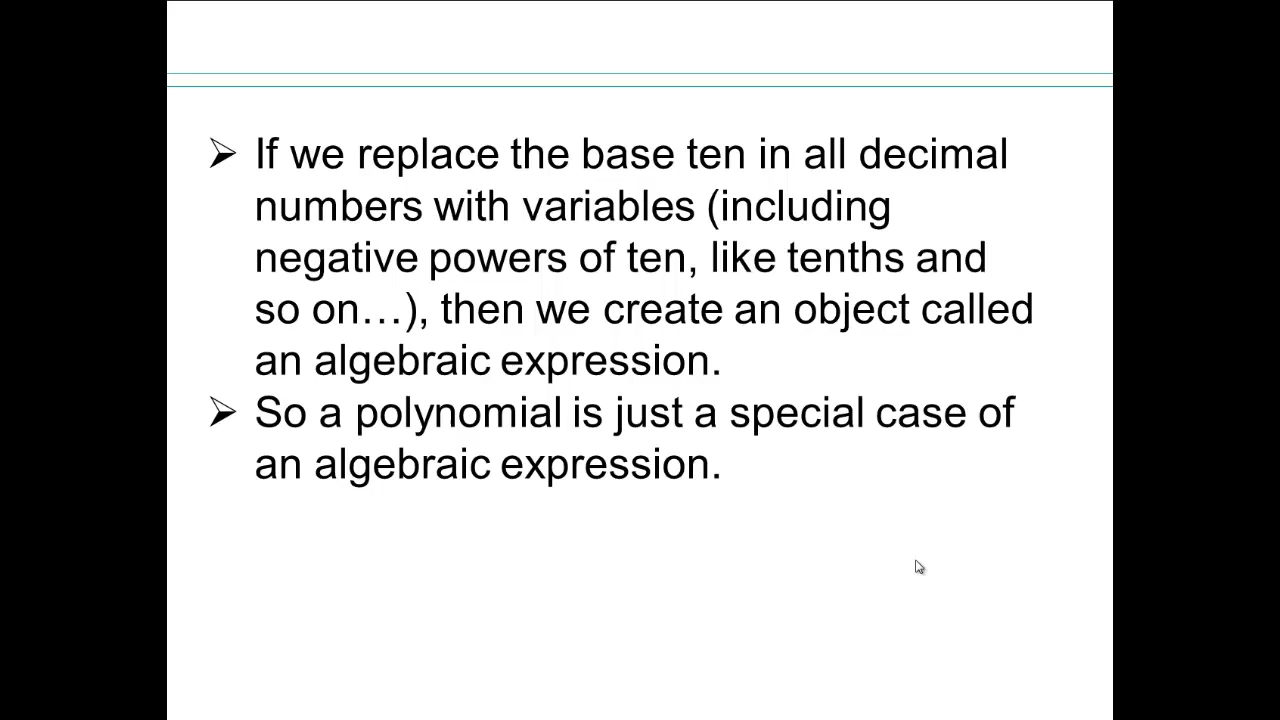 ➢ If we replace the base ten in all decimal
numbers with variables (including
negative powers of ten, like tenths and
so on…), then we create an object called
an algebraic expression.
➢ So a polynomial is just a special case of
an algebraic expression.